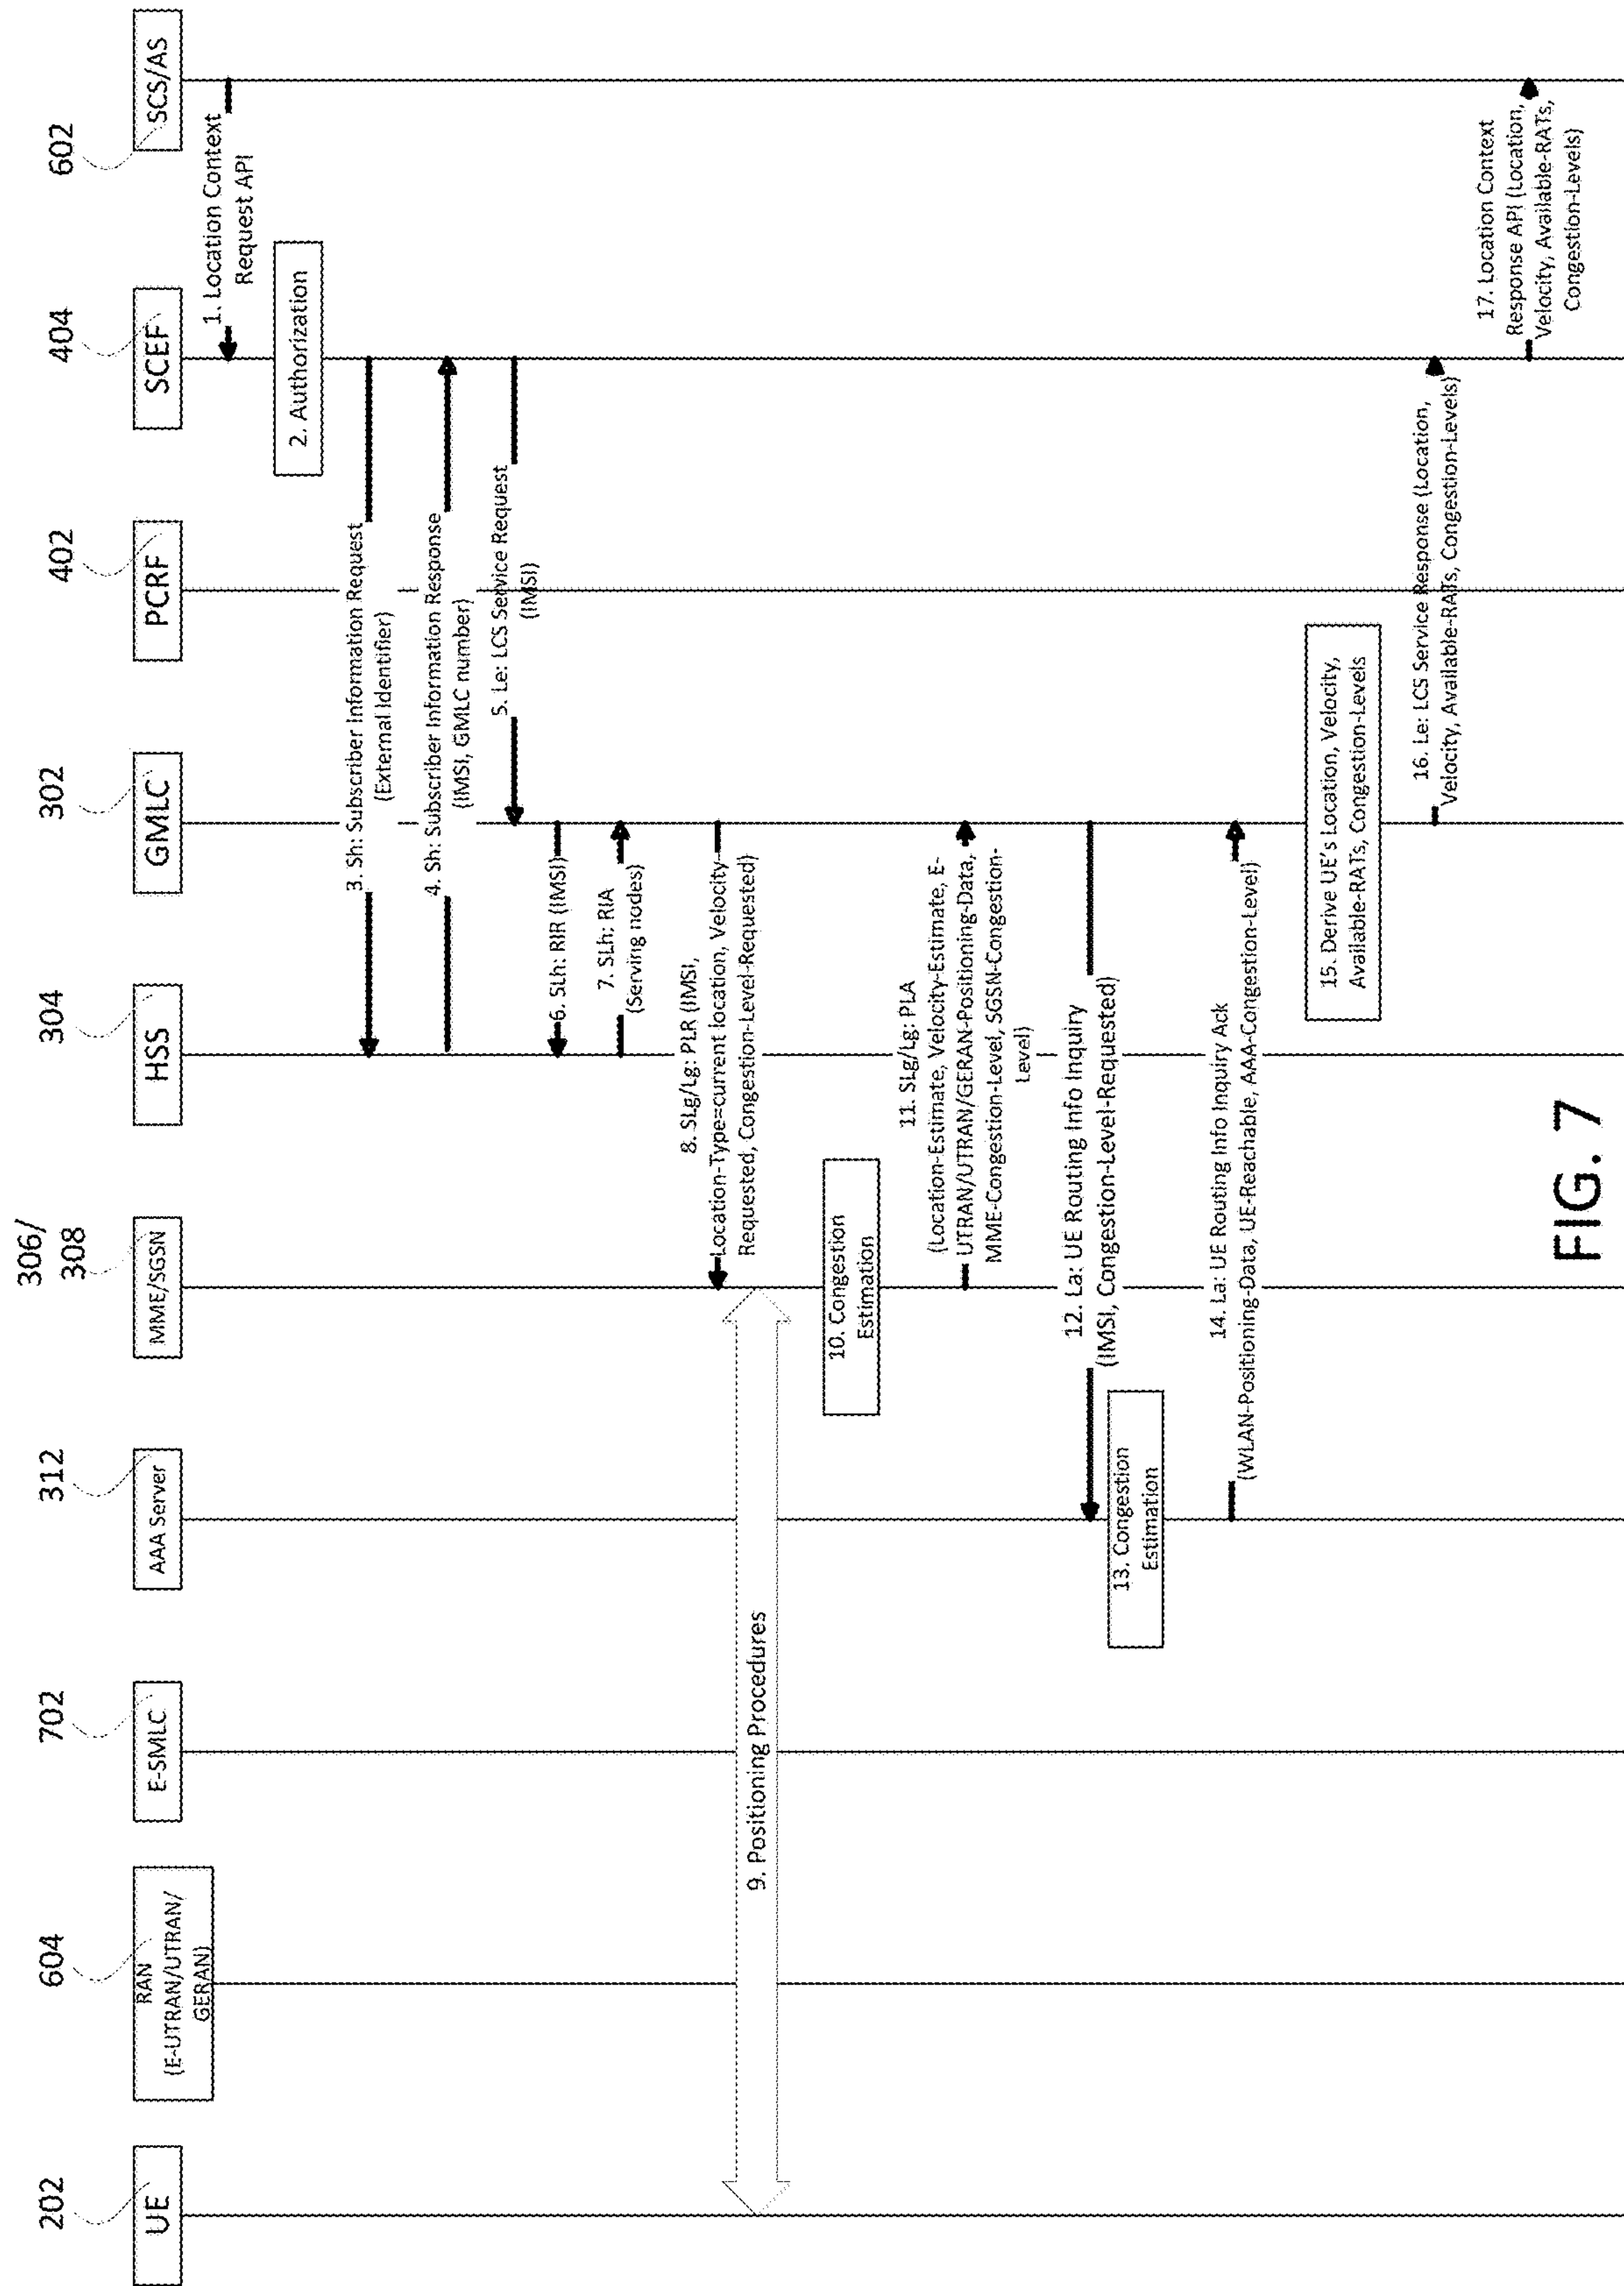 202
604
702
312
306/
308
304
302
402
404
602
UE
RAN
(E-UTRAN/UTRAN/
GERAN)
E-SMLC
AAA Server
MME/SGSN
HSS
GMLC
PCRF
SCEF
SCS/AS
1. Location Context
Request API
2. Authorization
3. Sh: Subscriber Information Request
(External Identifier)
4. Sh: Subscriber Information Response
(IMSI, GMLC number)
5. Le: LCS Service Request
(IMSI)
6. SLh: RIR (IMSI)
7. SLh: RIA
(Serving nodes)
8. SLg/Lg: PLR (IMSI,
Location-Type=current location, Velocity-
Requested, Congestion-Level-Requested)
9. Positioning Procedures
10. Congestion
Estimation
11. SLg/Lg: PLA
(Location-Estimate, Velocity-Estimate, E-
UTRAN/UTRAN/GERAN-Positioning-Data,
MME-Congestion-Level, SGSN-Congestion-
Level)
12. La: UE Routing Info Inquiry
(IMSI, Congestion-Level-Requested)
13. Congestion
Estimation
14. La: UE Routing Info Inquiry Ack
(WLAN-Positioning-Data, UE-Reachable, AAA-Congestion-Level)
15. Derive UE's Location, Velocity,
Available-RATs, Congestion-Levels
16. Le: LCS Service Response (Location,
Velocity, Available-RATs, Congestion-Levels)
17. Location Context
Response API (Location,
Velocity, Available-RATs,
Congestion-Levels)
FIG. 7